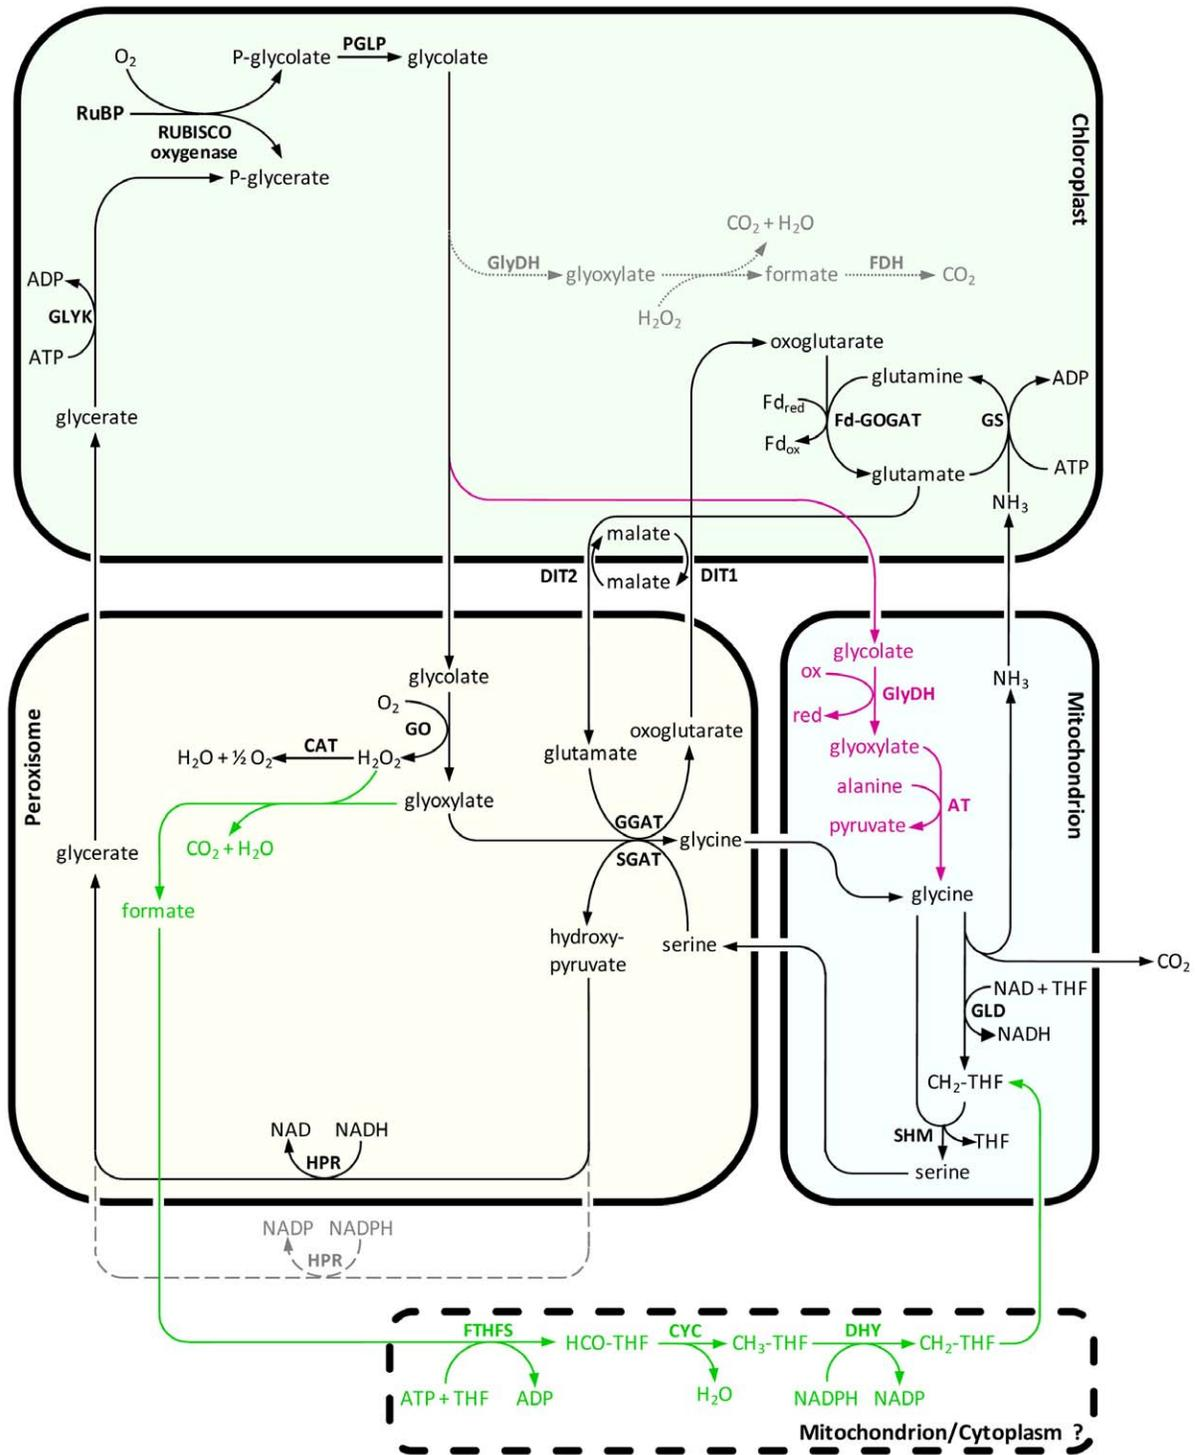 O₂
P-glycolate
PGLP
glycolate
RuBP
RUBISCO
oxygenase
P-glycerate
Chloroplast
CO₂ + H₂O
GlyDH
glyoxylate
formate
FDH
CO₂
H₂O₂
ADP
GLYK
ATP
glycerate
oxoglutarate
glutamine
ADP
Fdred
Fd-GOGAT
GS
Fdox
glutamate
ATP
NH₃
malate
DIT2
malate
DIT1
Peroxisome
glycolate
O₂
GO
H₂O + ½ O₂
CAT
H₂O₂
glyoxylate
CO₂ + H₂O
glycerate
formate
glutamate
oxoglutarate
GGAT
SGAT
glycine
hydroxy-
pyruvate
serine
NAD
NADH
HPR
NADP
NADPH
HPR
Mitochondrion
glycolate
ox
GlyDH
red
glyoxylate
alanine
AT
pyruvate
NH₃
glycine
CO₂
NAD + THF
GLD
NADH
CH₂-THF
SHM
THF
serine
FTHFS
HCO-THF
CYC
CH₃-THF
DHY
CH₂-THF
ATP + THF
ADP
H₂O
NADPH
NADP
Mitochondrion/Cytoplasm ?